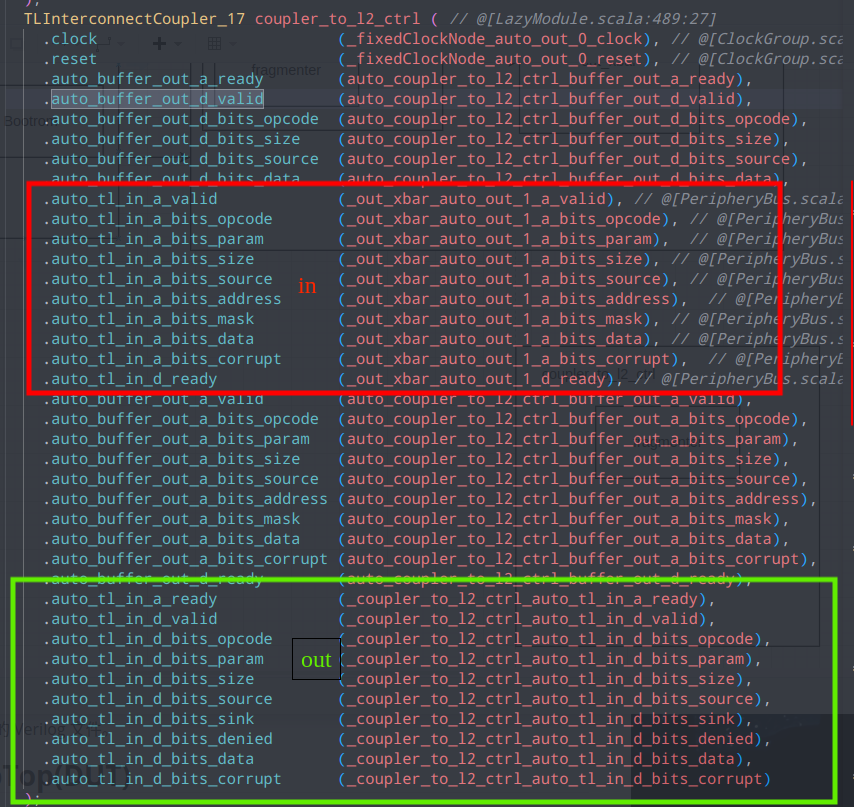 );
TLInterconnectCoupler_17 coupler_to_l2_ctrl ( // @[LazyModule.scala:489:27]
.clock (_fixedClockNode_auto_out_0_clock), // @[ClockGroup.sca
.reset (_fixedClockNode_auto_out_0_reset), // @[ClockGroup.sca
fragmenter
.auto_buffer_out_a_ready (auto_coupler_to_l2_ctrl_buffer_out_a_ready),
.auto_buffer_out_d_valid (auto_coupler_to_l2_ctrl_buffer_out_d_valid),
.auto_buffer_out_d_bits_opcode (auto_coupler_to_l2_ctrl_buffer_out_d_bits_opcode),
.auto_buffer_out_d_bits_size (auto_coupler_to_l2_ctrl_buffer_out_d_bits_size),
.auto_buffer_out_d_bits_source (auto_coupler_to_l2_ctrl_buffer_out_d_bits_source),
.auto_buffer_out_d_bits_data (auto_coupler_to_l2_ctrl_buffer_out_d_bits_data),
.auto_tl_in_a_valid (_out_xbar_auto_out_1_a_valid), // @[PeripheryBus.scala
.auto_tl_in_a_bits_opcode (_out_xbar_auto_out_1_a_bits_opcode), // @[PeripheryBus
.auto_tl_in_a_bits_param (_out_xbar_auto_out_1_a_bits_param), // @[PeripheryBus.
.auto_tl_in_a_bits_size (_out_xbar_auto_out_1_a_bits_size), // @[PeripheryBus.s
.auto_tl_in_a_bits_source (_out_xbar_auto_out_1_a_bits_source), // @[PeripheryBus
in
.auto_tl_in_a_bits_address (_out_xbar_auto_out_1_a_bits_address), // @[PeripheryB
.auto_tl_in_a_bits_mask (_out_xbar_auto_out_1_a_bits_mask), // @[PeripheryBus.s
.auto_tl_in_a_bits_data (_out_xbar_auto_out_1_a_bits_data), // @[PeripheryBus.s
.auto_tl_in_a_bits_corrupt (_out_xbar_auto_out_1_a_bits_corrupt), // @[PeripheryB
.auto_tl_in_d_ready (_out_xbar_auto_out_1_d_ready), // @[PeripheryBus.scala
.auto_buffer_out_a_valid (auto_coupler_to_l2_ctrl_buffer_out_a_valid),
.auto_buffer_out_a_bits_opcode (auto_coupler_to_l2_ctrl_buffer_out_a_bits_opcode),
.auto_buffer_out_a_bits_param (auto_coupler_to_l2_ctrl_buffer_out_a_bits_param),
.auto_buffer_out_a_bits_size (auto_coupler_to_l2_ctrl_buffer_out_a_bits_size),
.auto_buffer_out_a_bits_source (auto_coupler_to_l2_ctrl_buffer_out_a_bits_source),
.auto_buffer_out_a_bits_address (auto_coupler_to_l2_ctrl_buffer_out_a_bits_address),
.auto_buffer_out_a_bits_mask (auto_coupler_to_l2_ctrl_buffer_out_a_bits_mask),
.auto_buffer_out_a_bits_data (auto_coupler_to_l2_ctrl_buffer_out_a_bits_data),
.auto_buffer_out_a_bits_corrupt (auto_coupler_to_l2_ctrl_buffer_out_a_bits_corrupt),
.auto_buffer_out_d_ready (auto_coupler_to_l2_ctrl_buffer_out_d_ready),
.auto_tl_in_a_ready (_coupler_to_l2_ctrl_auto_tl_in_a_ready),
.auto_tl_in_d_valid (_coupler_to_l2_ctrl_auto_tl_in_d_valid),
.auto_tl_in_d_bits_opcode (_coupler_to_l2_ctrl_auto_tl_in_d_bits_opcode),
out
.auto_tl_in_d_bits_param (_coupler_to_l2_ctrl_auto_tl_in_d_bits_param),
.auto_tl_in_d_bits_size (_coupler_to_l2_ctrl_auto_tl_in_d_bits_size),
.auto_tl_in_d_bits_source (_coupler_to_l2_ctrl_auto_tl_in_d_bits_source),
.auto_tl_in_d_bits_sink (_coupler_to_l2_ctrl_auto_tl_in_d_bits_sink),
.auto_tl_in_d_bits_denied (_coupler_to_l2_ctrl_auto_tl_in_d_bits_denied),
.auto_tl_in_d_bits_data (_coupler_to_l2_ctrl_auto_tl_in_d_bits_data),
.auto_tl_in_d_bits_corrupt (_coupler_to_l2_ctrl_auto_tl_in_d_bits_corrupt)
);